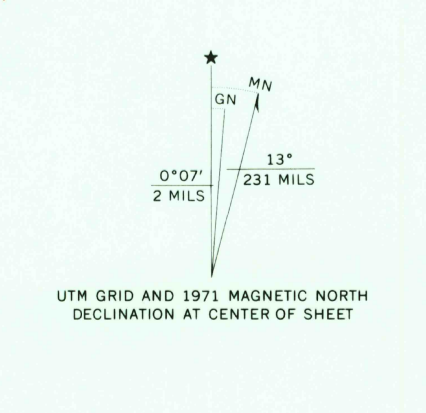 ★
MN
GN
13°
231 MILS
0°07'
2 MILS
UTM GRID AND 1971 MAGNETIC NORTH
DECLINATION AT CENTER OF SHEET